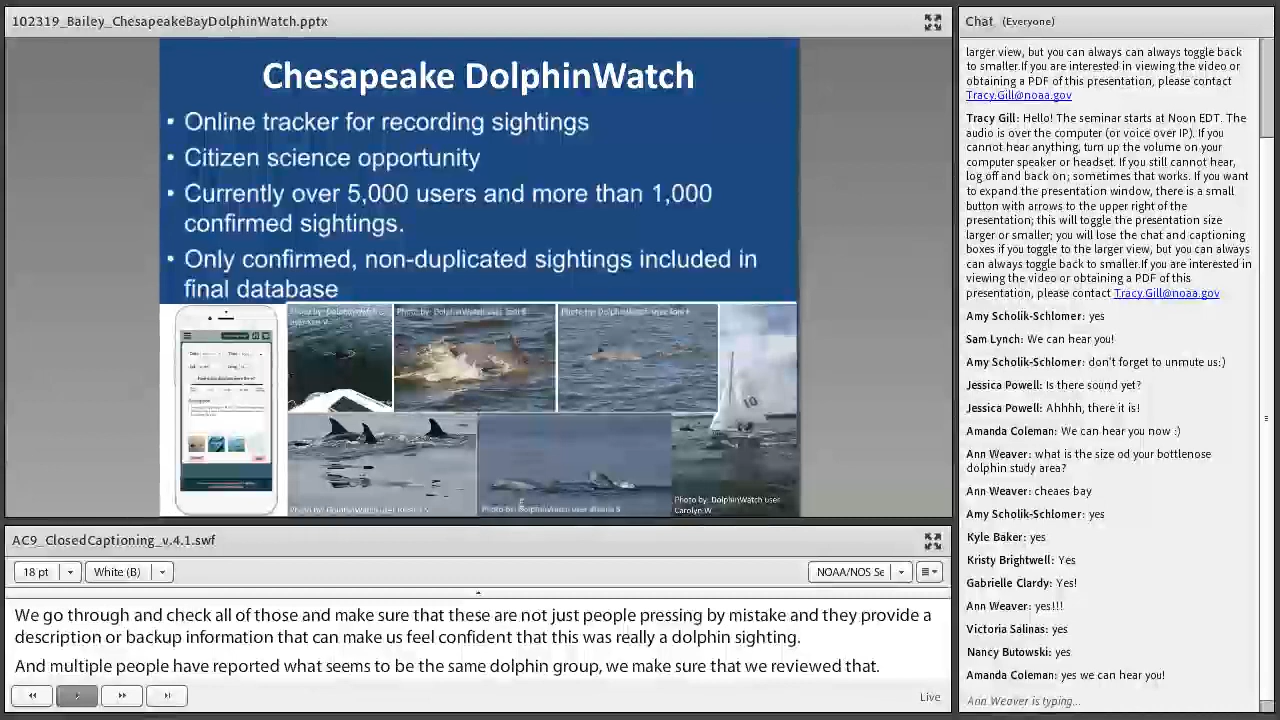 102319_Bailey_ChesapeakeBayDolphinWatch.pptx
Chesapeake DolphinWatch
• Online tracker for recording sightings
• Citizen science opportunity
• Currently over 5,000 users and more than 1,000
confirmed sightings.
• Only confirmed, non-duplicated sightings included in
final database
Photo by: DolphinWatch user
Photo by: DolphinWatch user
10
Photo by: DolphinWatch user
Photo by: DolphinWatch user
Photo by: DolphinWatch user
Carolyn W
AC9_ClosedCaptioning_v.4.1.swf
18 pt
White (B)
NOAA/NOS Se
We go through and check all of those and make sure that these are not just people pressing by mistake and they provide a
description or backup information that can make us feel confident that this was really a dolphin sighting.
And multiple people have reported what seems to be the same dolphin group, we make sure that we reviewed that.
Live
Chat (Everyone)
larger view, but you can always can always toggle back
to smaller.If you are interested in viewing the video or
obtaining a PDF of this presentation, please contact
Tracy.Gill@noaa.gov
Tracy Gill: Hello! The seminar starts at Noon EDT. The
audio is over the computer (or voice over IP). If you
cannot hear anything, turn up the volume on your
computer speaker or headset. If you still cannot hear,
log off and back on; sometimes that works. If you want
to expand the presentation window, there is a small
button with arrows to the upper right of the
presentation; this will toggle the presentation size
larger or smaller; you will lose the chat and captioning
boxes if you toggle to the larger view, but you can always
can always toggle back to smaller.If you are interested in
viewing the video or obtaining a PDF of this
presentation, please contact Tracy.Gill@noaa.gov
Amy Scholik-Schlomer: yes
Sam Lynch: We can hear you!
Amy Scholik-Schlomer: don't forget to unmute us:)
Jessica Powell: Is there sound yet?
Jessica Powell: Ahhhh, there it is!
Amanda Coleman: We can hear you now :)
Ann Weaver: what is the size od your bottlenose
dolphin study area?
Ann Weaver: cheaes bay
Amy Scholik-Schlomer: yes
Kyle Baker: yes
Kristy Brightwell: Yes
Gabrielle Clardy: Yes!
Ann Weaver: yes!!!
Victoria Salinas: yes
Nancy Butowski: yes
Amanda Coleman: yes we can hear you!
Ann Weaver is typing...